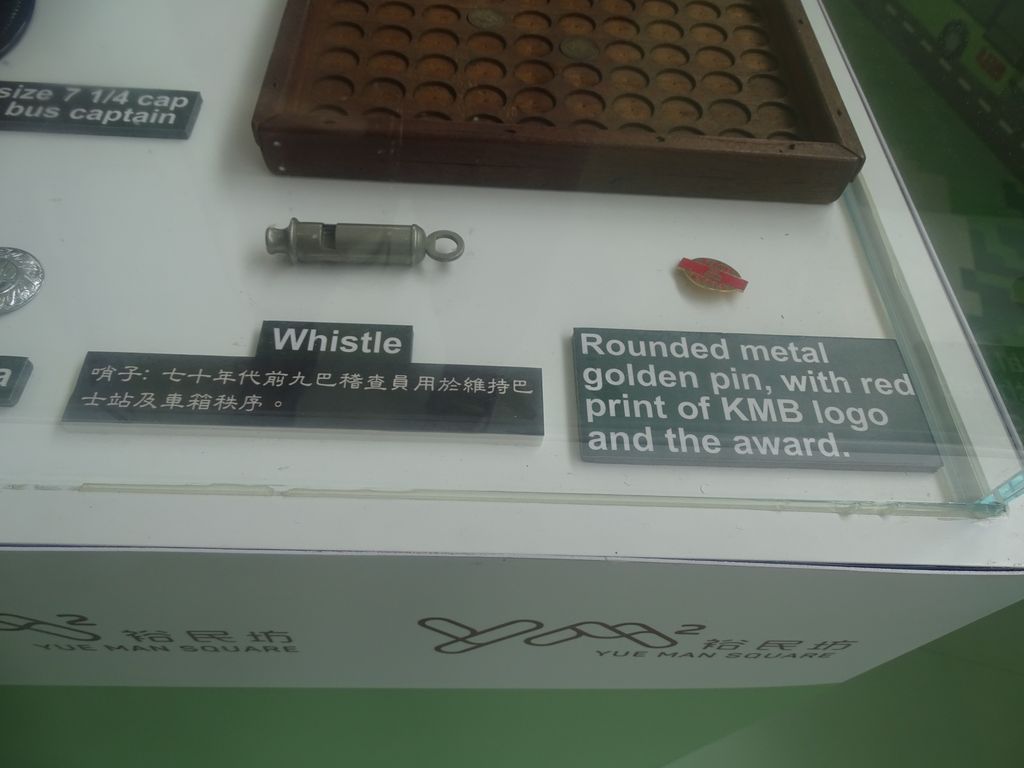 size 7 1/4 cap
bus captain
Whistle
哨子: 七十年代前九巴稽查員用於維持巴
士站及車箱秩序。
Rounded metal
golden pin, with red
print of KMB logo
and the award.
a
2 裕民坊
YUE MAN SQUARE
YM2 裕民坊
YUE MAN SQUARE